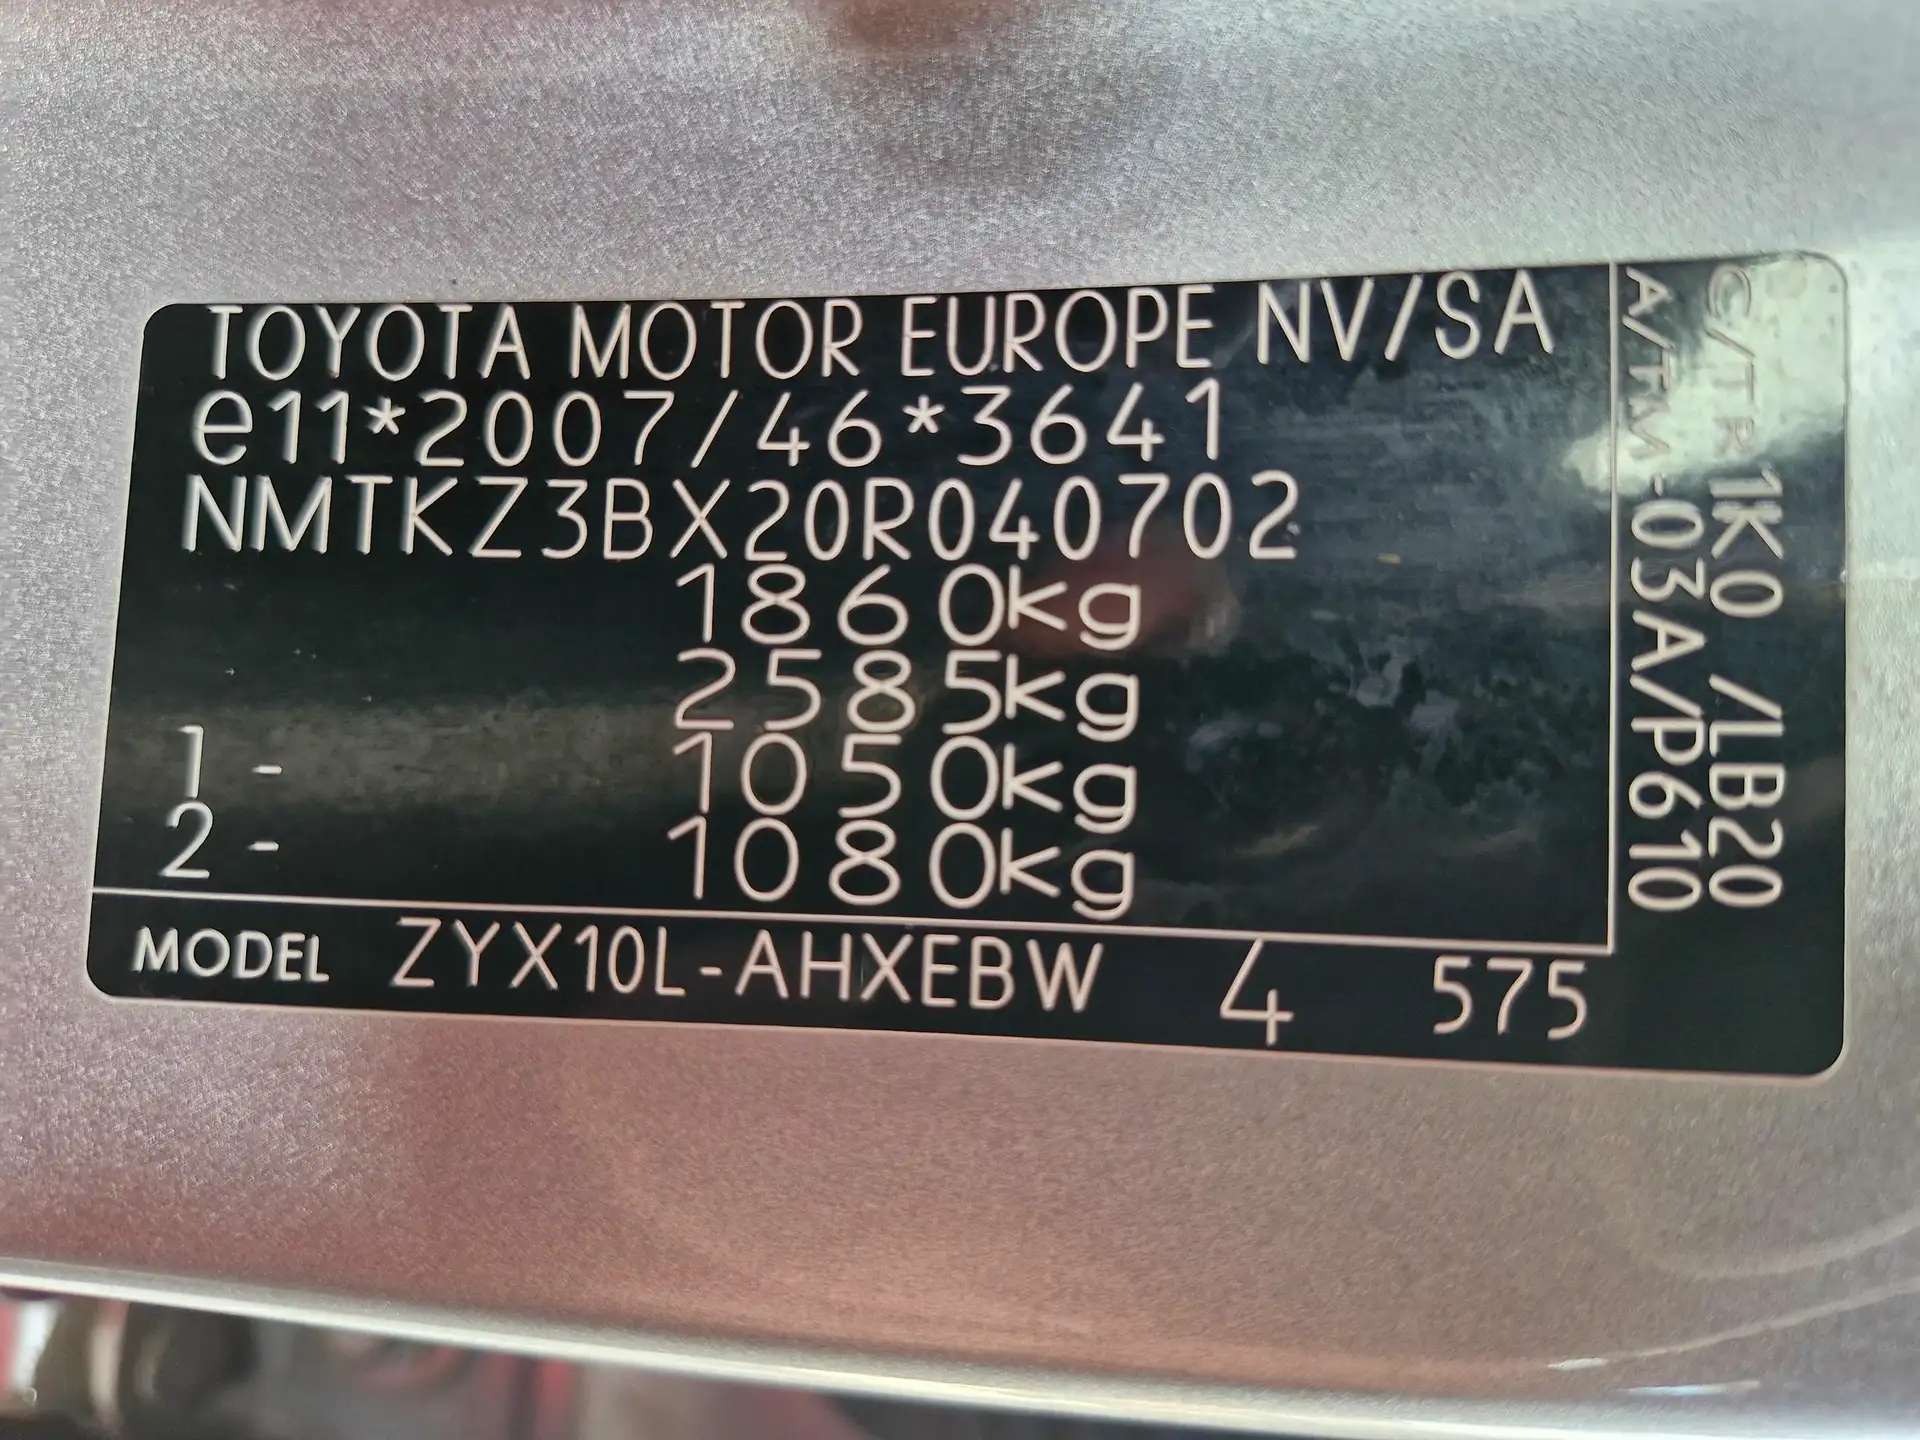 TOYOTA MOTOR EUROPE NV/SA
e11*2007/46*3641
NMTKZ3BX20R040702
1860kg
2585kg
1 - 1050kg
2 - 1080kg
MODEL ZYX10L-AHXEBW 4 575
C/TR 1K0 /LB20
A/TM -03A/P610